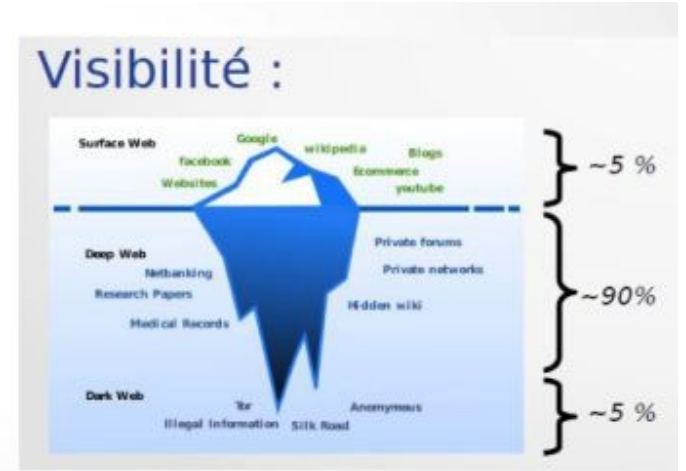 Visibilité :
Surface Web
Google
wikipedia
Blogs
facebook
Ecommerce
Websites
youtube
~5 %
Deep Web
Private forums
Netbanking
Private networks
Research Papers
Hidden wiki
~90%
Medical Records
Dark Web
Tor
Anomymous
~5 %
Illegal Information
Silk Road